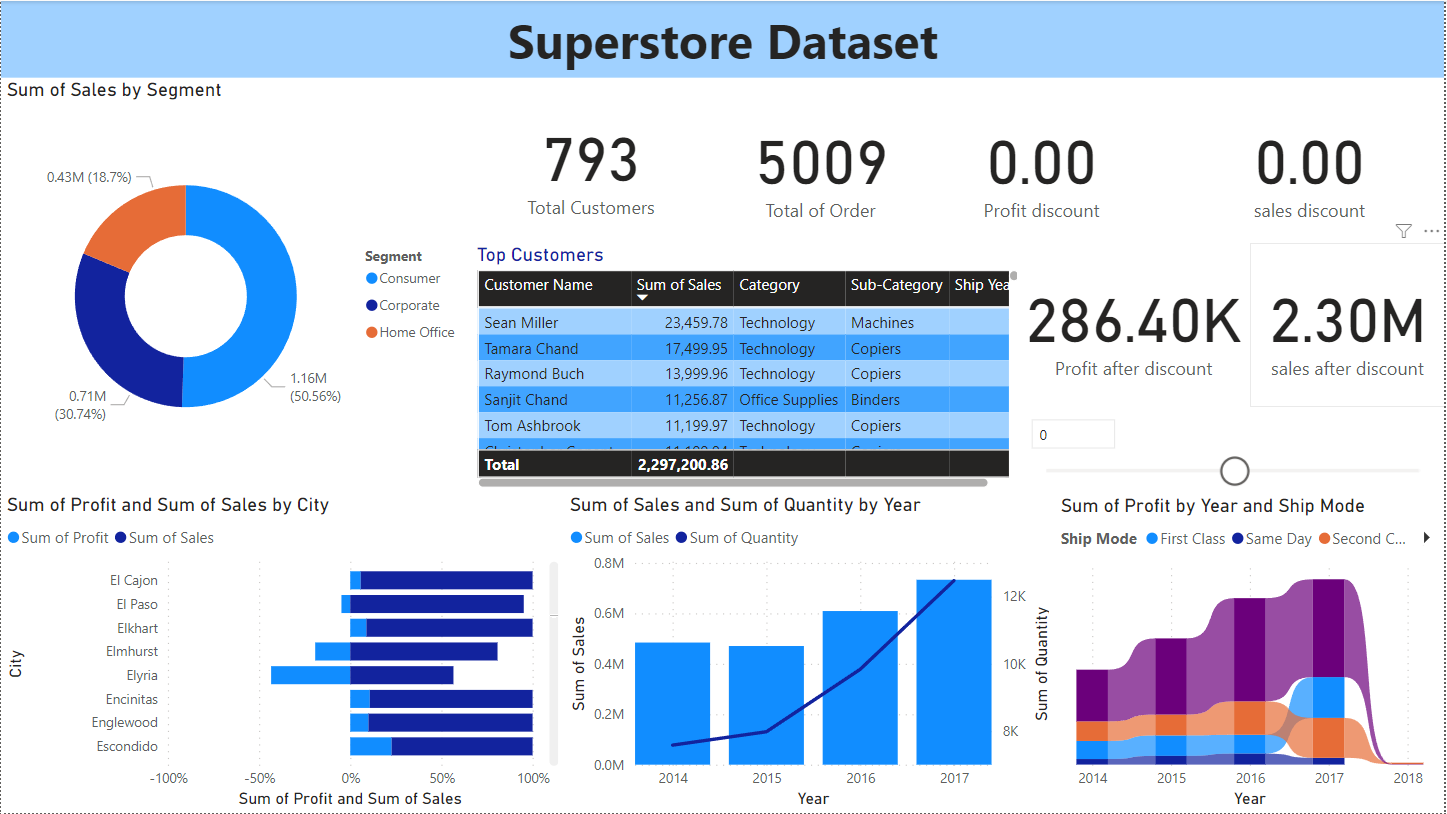 Superstore Dataset
Sum of Sales by Segment
0.43M (18.7%)
0.71M
(30.74%)
1.16M
(50.56%)
Segment
Consumer
Corporate
Home Office
793
Total Customers
5009
Total of Order
0.00
Profit discount
0.00
sales discount
Top Customers
Customer Name Sum of Sales Category Sub-Category Ship Yea
Sean Miller 23,459.78 Technology Machines
Tamara Chand 17,499.95 Technology Copiers
Raymond Buch 13,999.96 Technology Copiers
Sanjit Chand 11,256.87 Office Supplies Binders
Tom Ashbrook 11,199.97 Technology Copiers
Total 2,297,200.86
286.40K
Profit after discount
2.30M
sales after discount
0
Sum of Profit and Sum of Sales by City
Sum of Profit Sum of Sales
City
El Cajon
El Paso
Elkhart
Elmhurst
Elyria
Encinitas
Englewood
Escondido
-100% -50% 0% 50% 100%
Sum of Profit and Sum of Sales
Sum of Sales and Sum of Quantity by Year
Sum of Sales Sum of Quantity
Sum of Sales
0.8M
0.6M
0.4M
0.2M
0.0M
12K
10K
8K
Sum of Quantity
2014 2015 2016 2017
Year
Sum of Profit by Year and Ship Mode
Ship Mode First Class Same Day Second C...
2014 2015 2016 2017 2018
Year